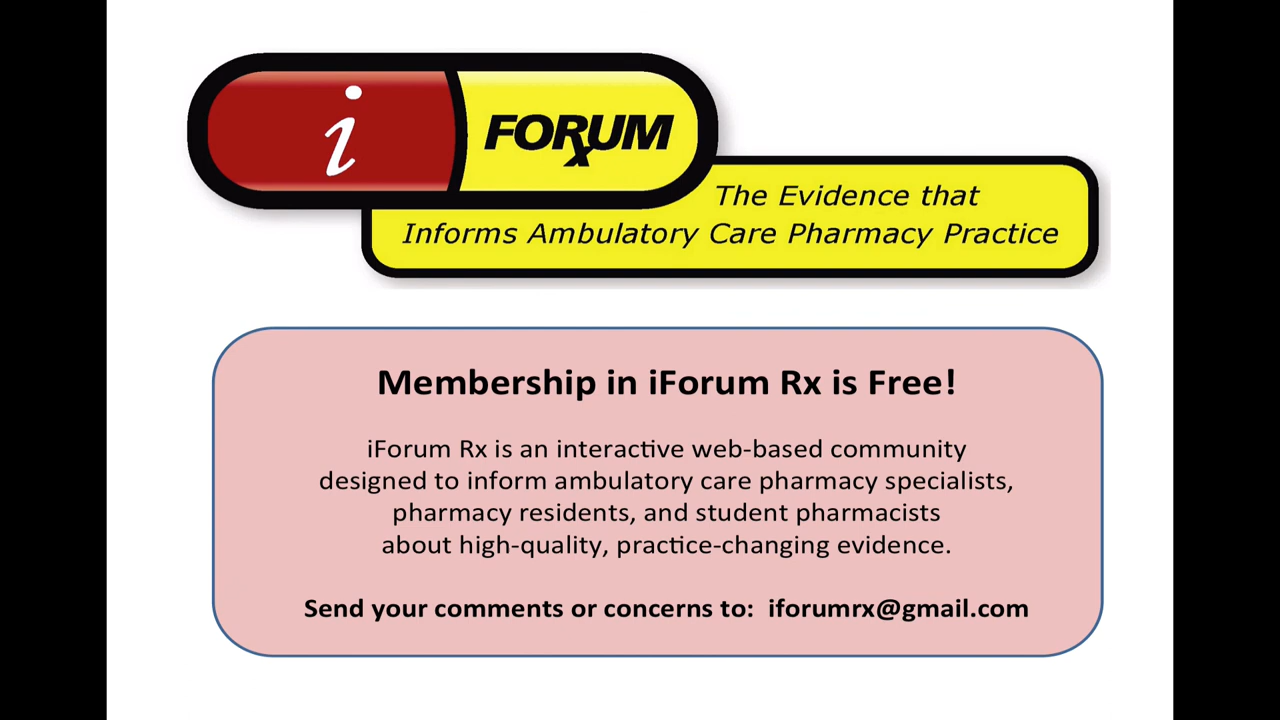 i FORUM
x
The Evidence that
Informs Ambulatory Care Pharmacy Practice
Membership in iForum Rx is Free!
iForum Rx is an interactive web-based community
designed to inform ambulatory care pharmacy specialists,
pharmacy residents, and student pharmacists
about high-quality, practice-changing evidence.
Send your comments or concerns to: iforumrx@gmail.com